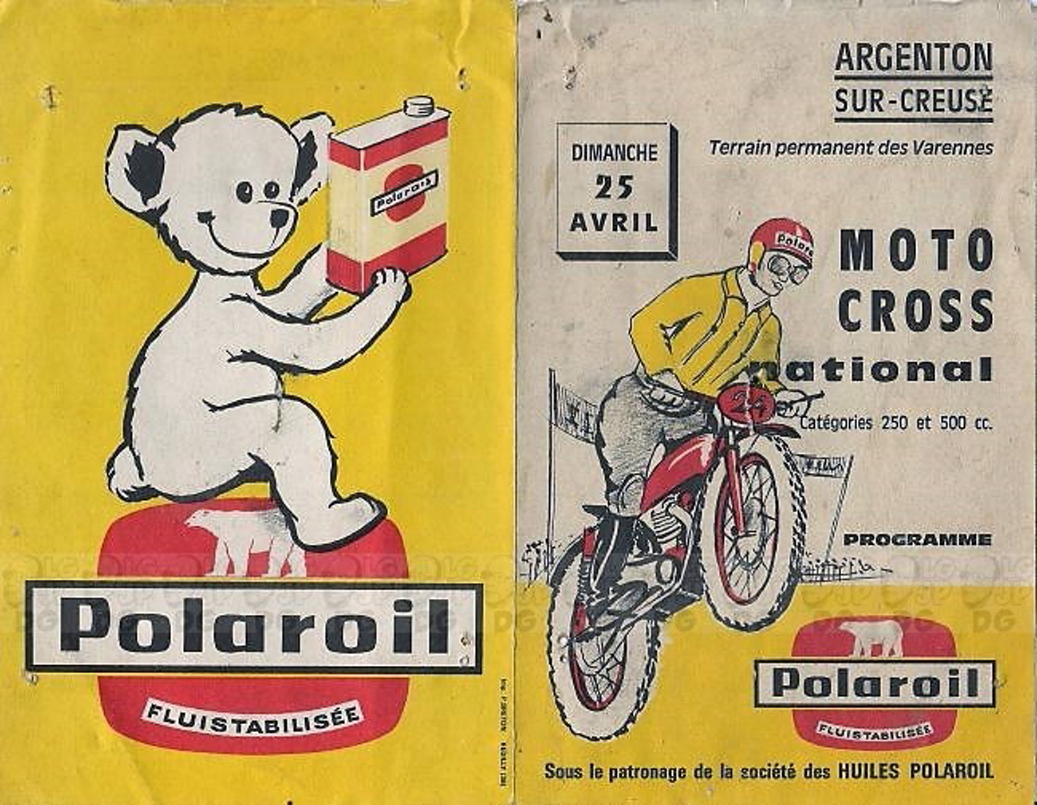 Polaroil
Polaroil
FLUISTABILISÉE
ARGENTON
SUR-CREUSE
Terrain permanent des Varennes
DIMANCHE
25
AVRIL
MOTO
CROSS
national
Catégories 250 et 500 cc.
24
PROGRAMME
Polaroil
FLUISTABILISÉE
Sous le patronage de la société des HUILES POLAROIL
DG